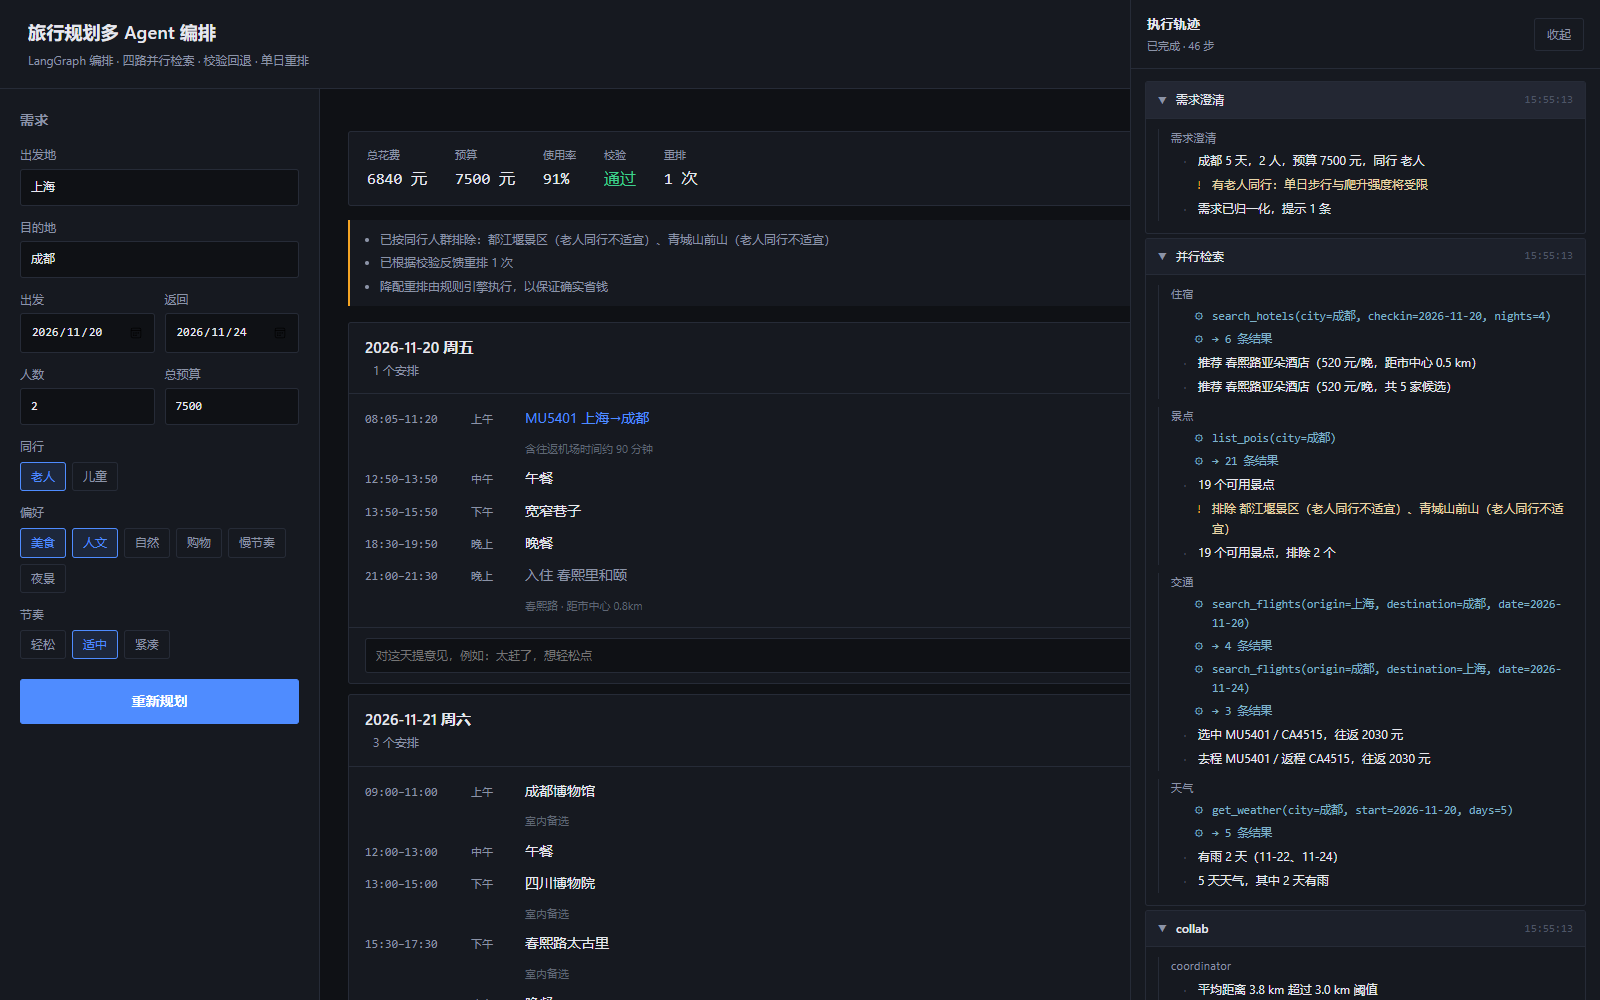 旅行规划多 Agent 编排
LangGraph 编排 · 四路并行检索 · 校验回退 · 单日重排
需求
出发地
上海
目的地
成都
出发
返回
2026/11/20
2026/11/24
人数
总预算
2
7500
同行
老人
儿童
偏好
美食
人文
自然
购物
慢节奏
夜景
节奏
轻松
适中
紧凑
重新规划
总花费
预算
使用率
校验
重排
6840 元
7500 元
91%
通过
1 次
已按同行人群排除：都江堰景区（老人同行不适宜）、青城山前山（老人同行不适宜）
已根据校验反馈重排 1 次
降配重排由规则引擎执行，以保证确实省钱
2026-11-20 周五
1 个安排
08:05–11:20 上午 MU5401 上海→成都
含往返机场时间约 90 分钟
12:50–13:50 中午 午餐
13:50–15:50 下午 宽窄巷子
18:30–19:50 晚上 晚餐
21:00–21:30 晚上 入住 春熙里和颐
春熙路 · 距市中心 0.8km
对这天提意见，例如：太赶了，想轻松点
2026-11-21 周六
3 个安排
09:00–11:00 上午 成都博物馆
室内备选
12:00–13:00 中午 午餐
13:00–15:00 下午 四川博物院
室内备选
15:30–17:30 下午 春熙路太古里
室内备选
执行轨迹
已完成 · 46 步
收起
▼ 需求澄清 15:55:13
需求澄清
· 成都 5 天，2 人，预算 7500 元，同行 老人
! 有老人同行：单日步行与爬升强度将受限
· 需求已归一化，提示 1 条
▼ 并行检索 15:55:13
住宿
⚙ search_hotels(city=成都, checkin=2026-11-20, nights=4)
⚙ → 6 条结果
· 推荐 春熙路亚朵酒店（520 元/晚，距市中心 0.5 km）
· 推荐 春熙路亚朵酒店（520 元/晚，共 5 家候选）
景点
⚙ list_pois(city=成都)
⚙ → 21 条结果
· 19 个可用景点
! 排除 都江堰景区（老人同行不适宜）、青城山前山（老人同行不适
宜）
· 19 个可用景点，排除 2 个
交通
⚙ search_flights(origin=上海, destination=成都, date=2026-
11-20)
⚙ → 4 条结果
⚙ search_flights(origin=成都, destination=上海, date=2026-
11-24)
⚙ → 3 条结果
· 选中 MU5401 / CA4515，往返 2030 元
· 去程 MU5401 / 返程 CA4515，往返 2030 元
天气
⚙ get_weather(city=成都, start=2026-11-20, days=5)
⚙ → 5 条结果
· 有雨 2 天（11-22、11-24）
· 5 天天气，其中 2 天有雨
▼ collab 15:55:13
coordinator
· 平均距离 3.8 km 超过 3.0 km 阈值